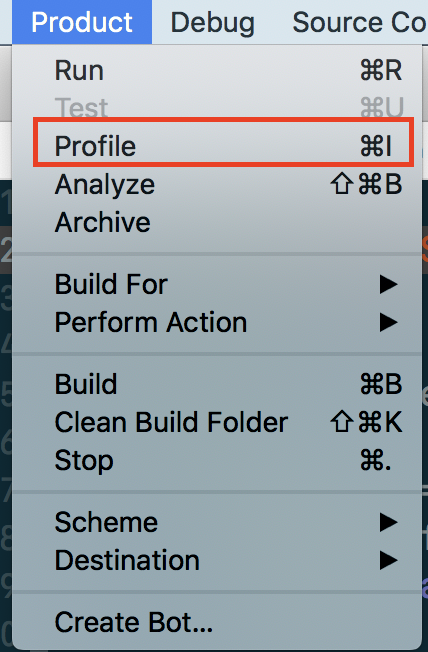 Product Debug Source Co
Run ⌘R
Test ⌘U
Profile ⌘I
Analyze ⇧⌘B
Archive
Build For ▶
Perform Action ▶
Build ⌘B
Clean Build Folder ⇧⌘K
Stop ⌘.
Scheme ▶
Destination ▶
Create Bot...